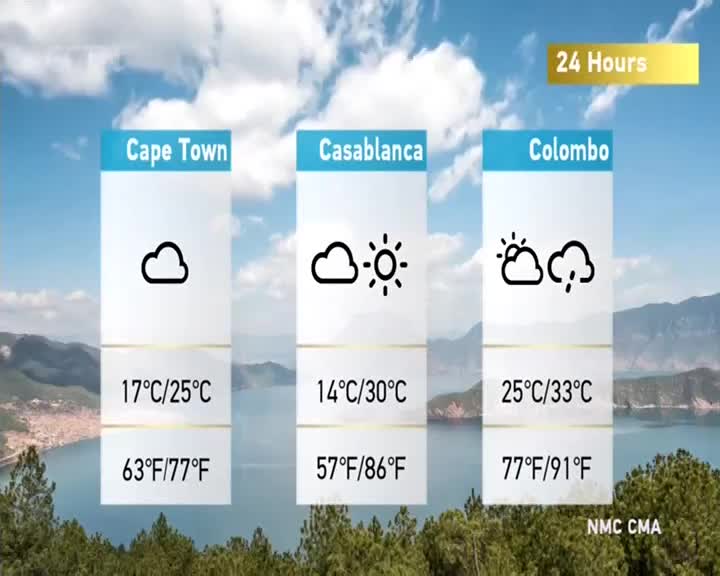 24 Hours
Cape Town
Casablanca
Colombo
17°C/25°C
14°C/30°C
25°C/33°C
63°F/77°F
57°F/86°F
77°F/91°F
NMC CMA